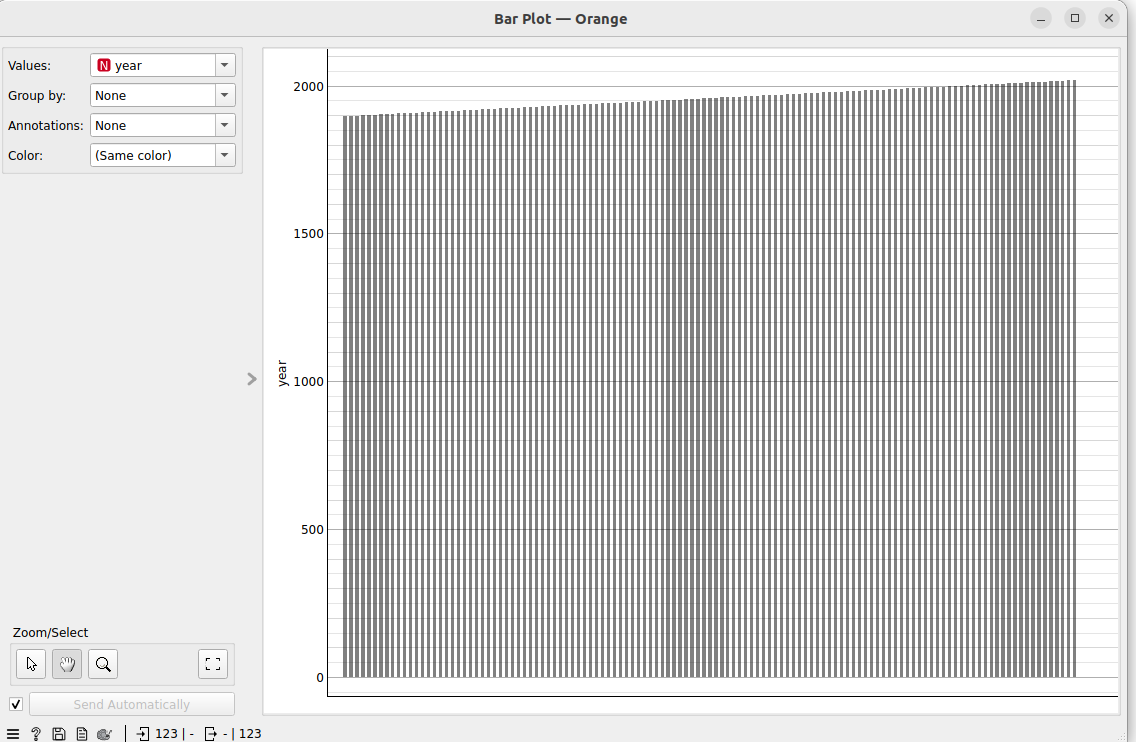 Bar Plot — Orange
Values: N year
Group by: None
Annotations: None
Color: (Same color)
2000
1500
1000
500
0
year
Zoom/Select
Send Automatically
? 123 | - - | 123